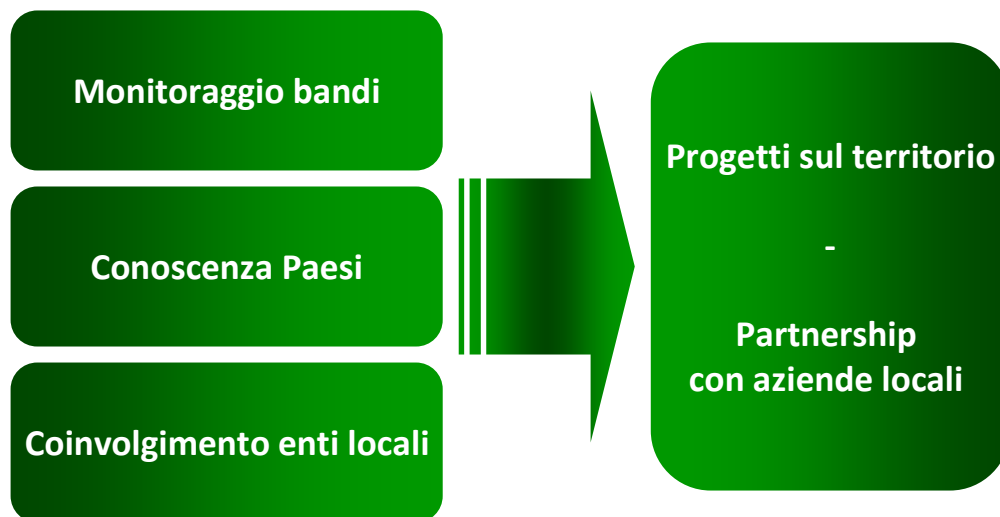 Monitoraggio bandi
Conoscenza Paesi
Coinvolgimento enti locali
Progetti sul territorio
-
Partnership
con aziende locali